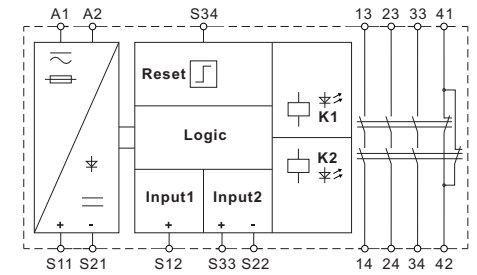 A1 A2 S34 13 23 33 41
Reset
K1
Logic
K2
Input1 Input2
+ - + + -
S11 S21 S12 S33 S22 14 24 34 42